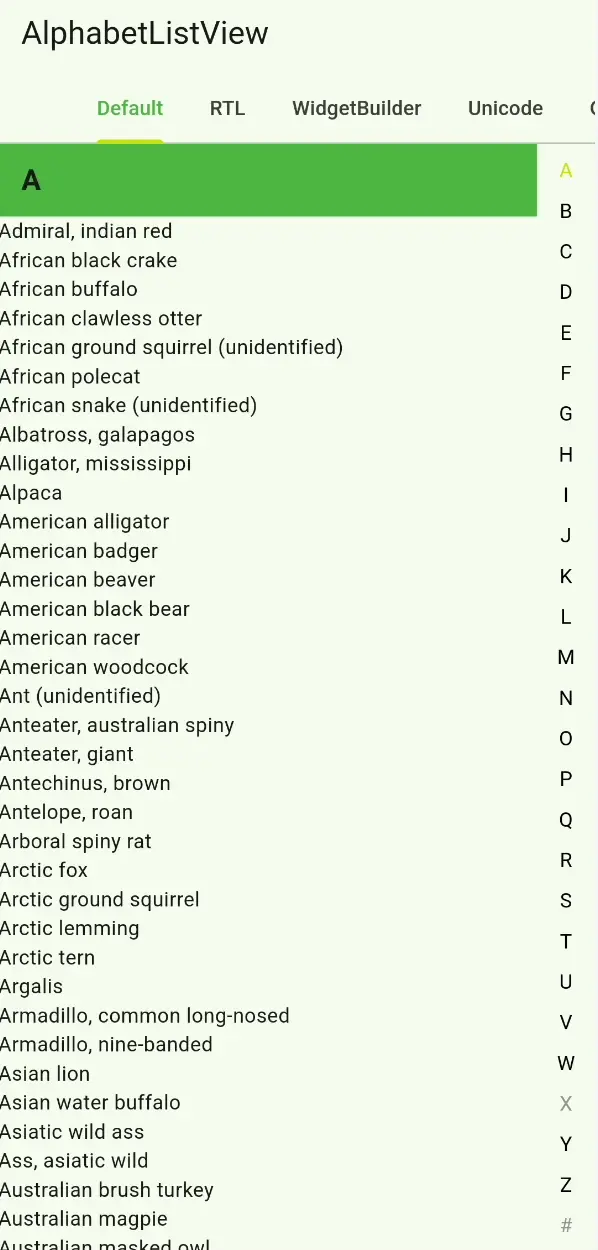 AlphabetListView
Default RTL WidgetBuilder Unicode
A
Admiral, indian red
African black crake
African buffalo
African clawless otter
African ground squirrel (unidentified)
African polecat
African snake (unidentified)
Albatross, galapagos
Alligator, mississippi
Alpaca
American alligator
American badger
American beaver
American black bear
American racer
American woodcock
Ant (unidentified)
Anteater, australian spiny
Anteater, giant
Antechinus, brown
Antelope, roan
Arboral spiny rat
Arctic fox
Arctic ground squirrel
Arctic lemming
Arctic tern
Argalis
Armadillo, common long-nosed
Armadillo, nine-banded
Asian lion
Asian water buffalo
Asiatic wild ass
Ass, asiatic wild
Australian brush turkey
Australian magpie
Australian masked owl
A
B
C
D
E
F
G
H
I
J
K
L
M
N
O
P
Q
R
S
T
U
V
W
X
Y
Z
#